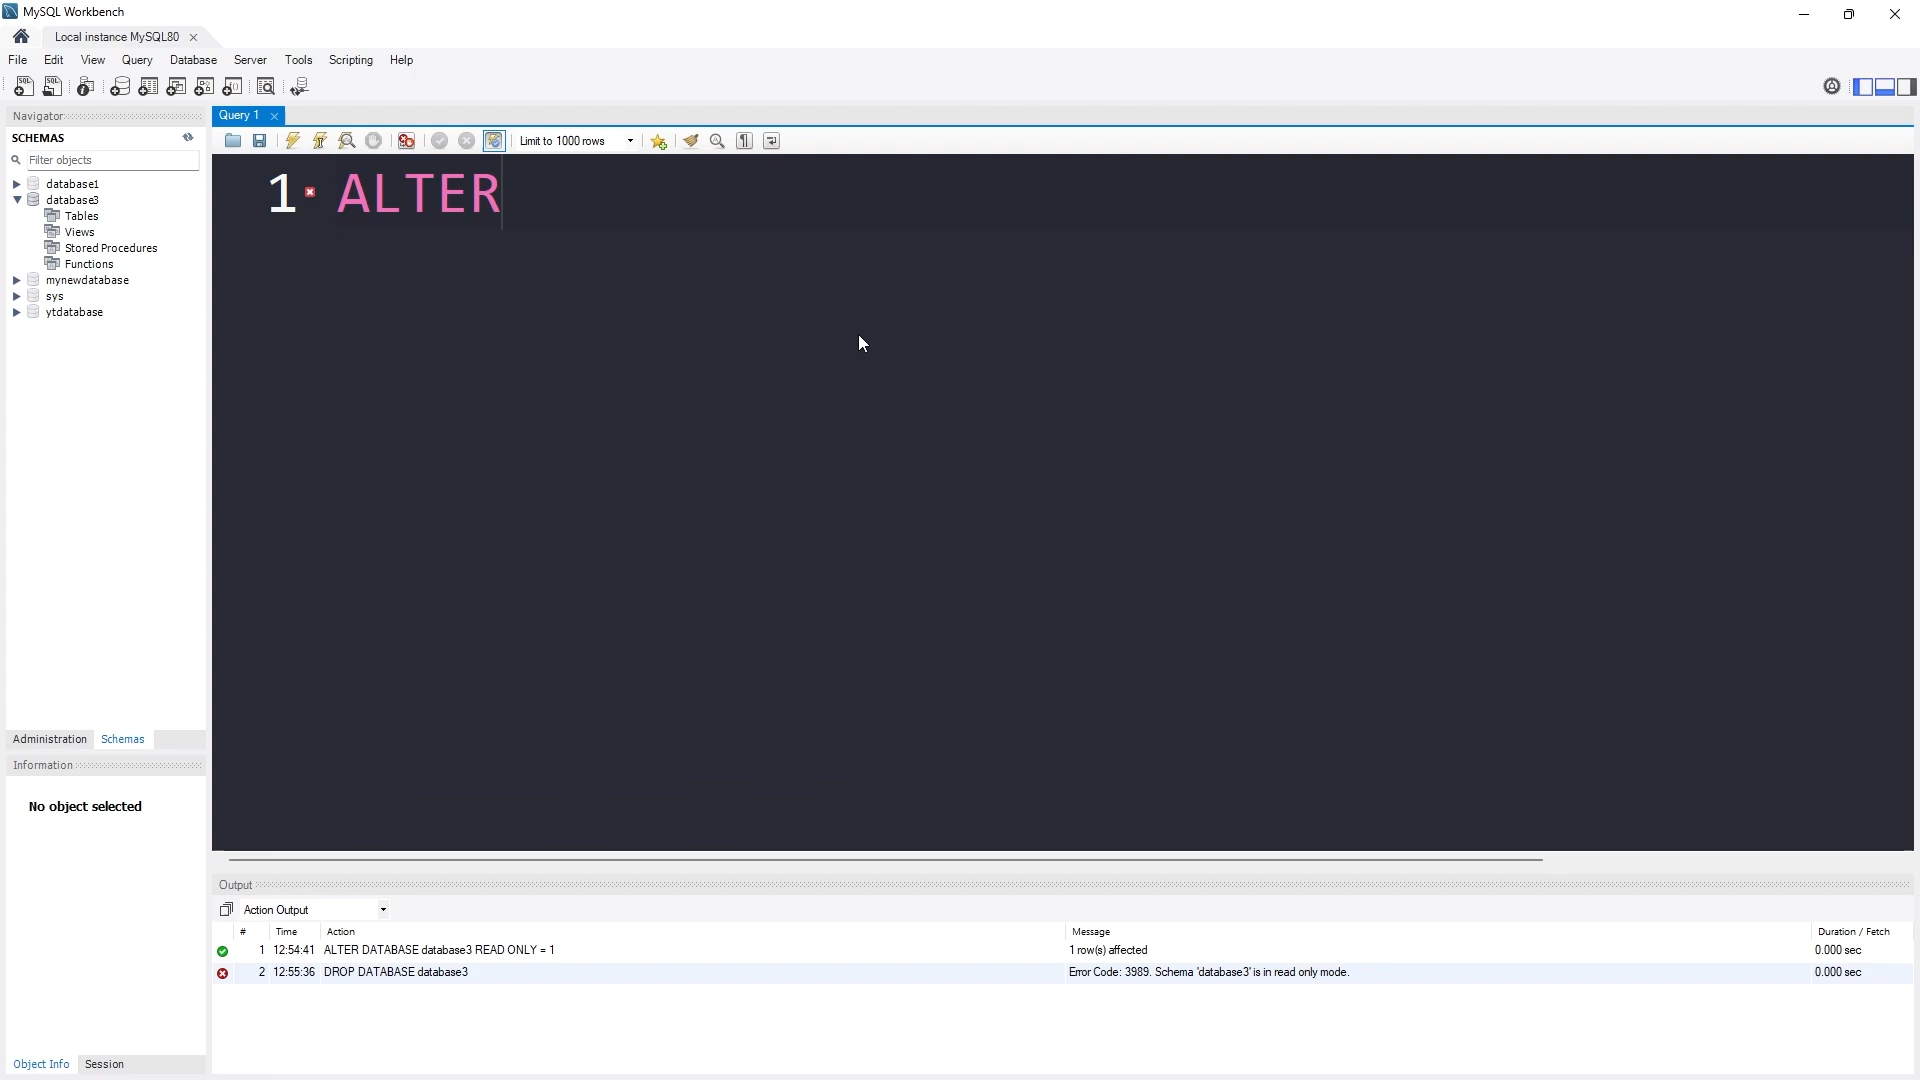 MySQL Workbench
Local instance MySQL80
File Edit View Query Database Server Tools Scripting Help
Navigator
SCHEMAS
Filter objects
database1
database3
Tables
Views
Stored Procedures
Functions
mynewdatabase
sys
ytdatabase
Administration Schemas
Information
No object selected
Object Info Session
Query 1
Limit to 1000 rows
1 ALTER
Output
Action Output
# Time Action Message Duration / Fetch
1 12:54:41 ALTER DATABASE database3 READ ONLY = 1 1 row(s) affected 0.000 sec
2 12:55:36 DROP DATABASE database3 Error Code: 3989. Schema 'database3' is in read only mode. 0.000 sec